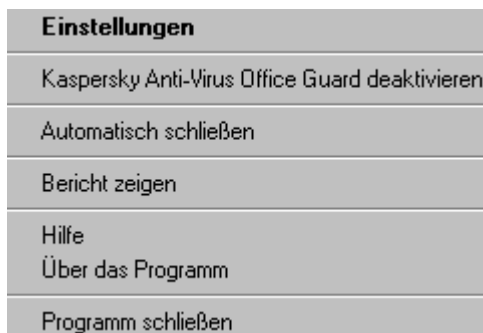 Einstellungen
Kaspersky Anti-Virus Office Guard deaktivieren
Automatisch schließen
Bericht zeigen
Hilfe
Über das Programm
Programm schließen